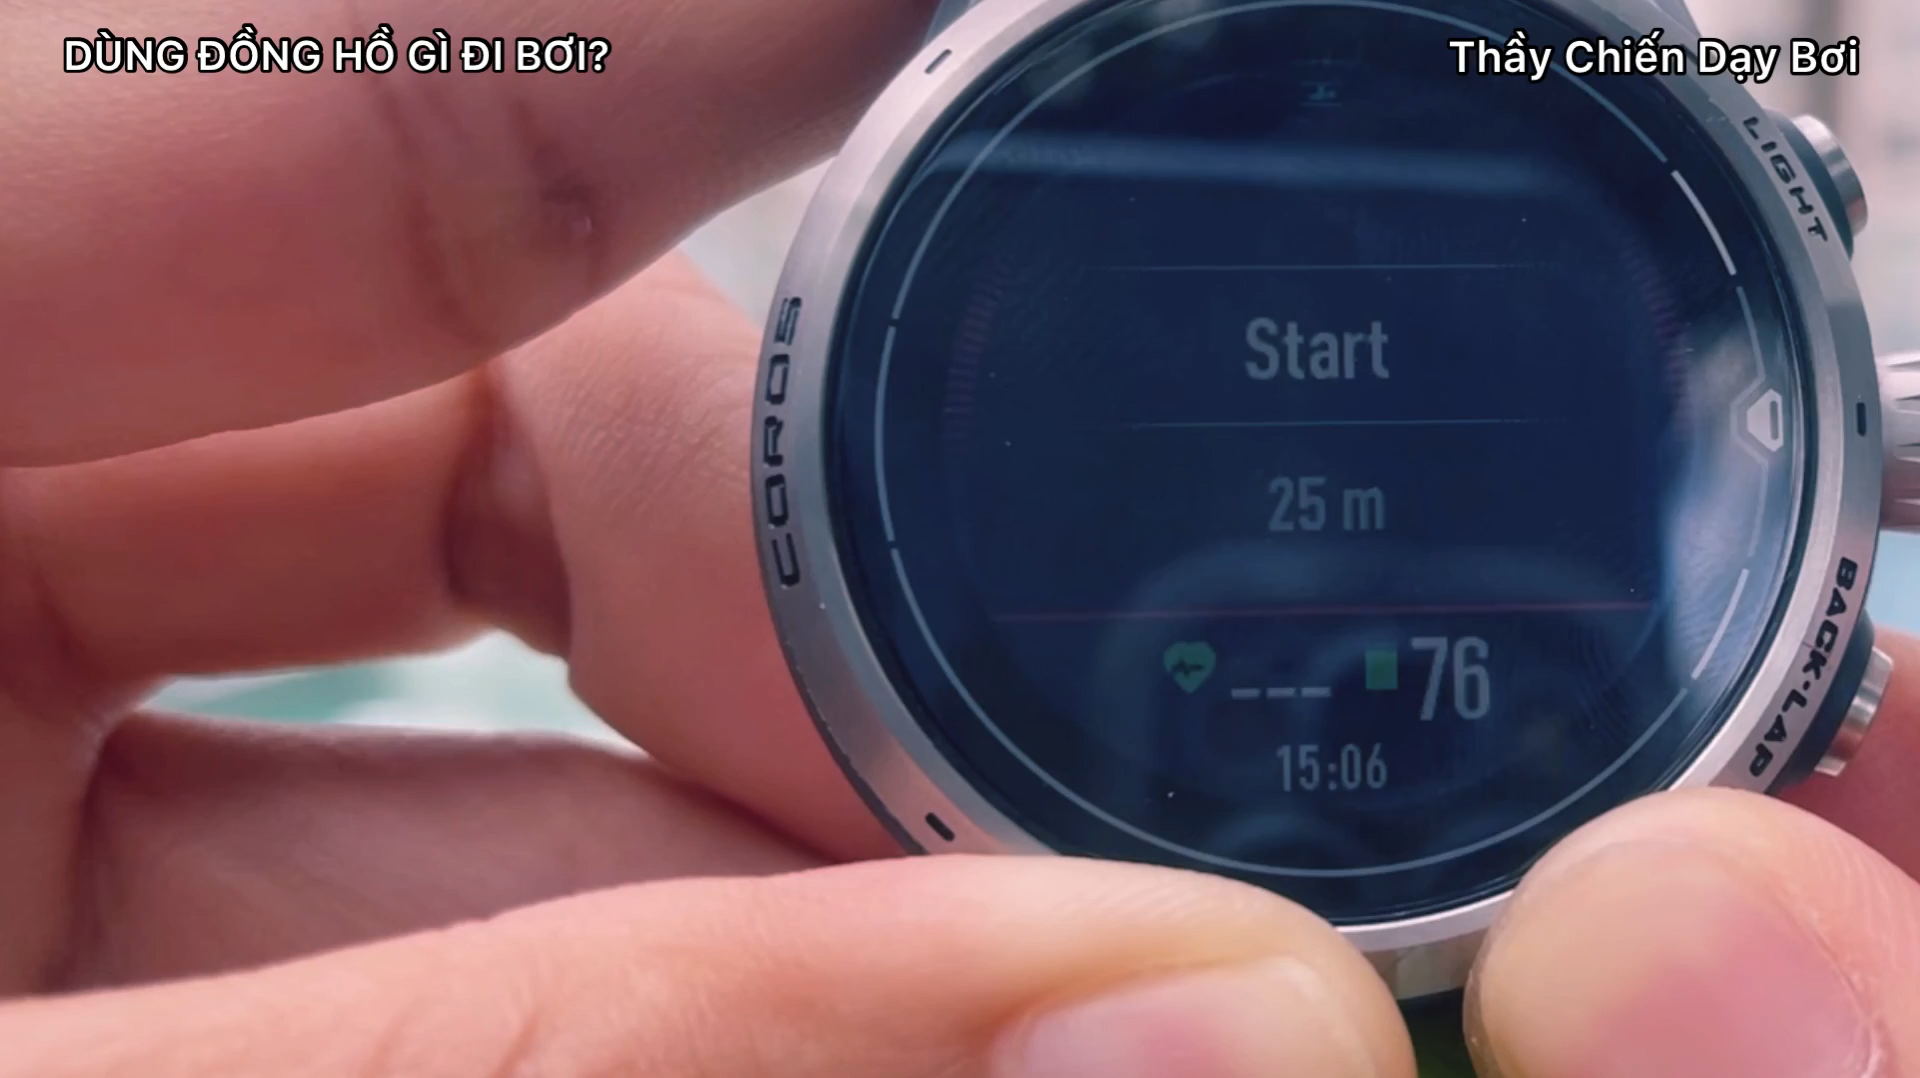 DÙNG ĐỒNG HỒ GÌ ĐI BƠI?
Thầy Chiến Dạy Bơi
LIGHT
COROS
Start
25 m
--- 76
15:06
BACK·LAP